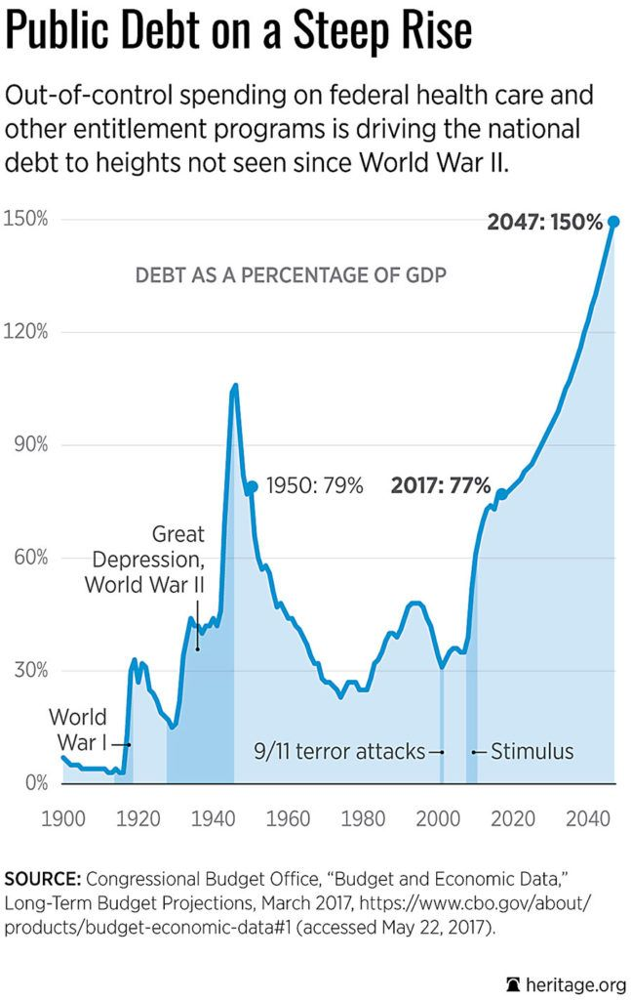 Public Debt on a Steep Rise
Out-of-control spending on federal health care and
other entitlement programs is driving the national
debt to heights not seen since World War II.
150%
2047: 150%
DEBT AS A PERCENTAGE OF GDP
120%
90%
1950: 79%
2017: 77%
Great
Depression,
World War II
60%
30%
World
War I
9/11 terror attacks
Stimulus
0%
1900 1920 1940 1960 1980 2000 2020 2040
SOURCE: Congressional Budget Office, “Budget and Economic Data,”
Long-Term Budget Projections, March 2017, https://www.cbo.gov/about/
products/budget-economic-data#1 (accessed May 22, 2017).
heritage.org